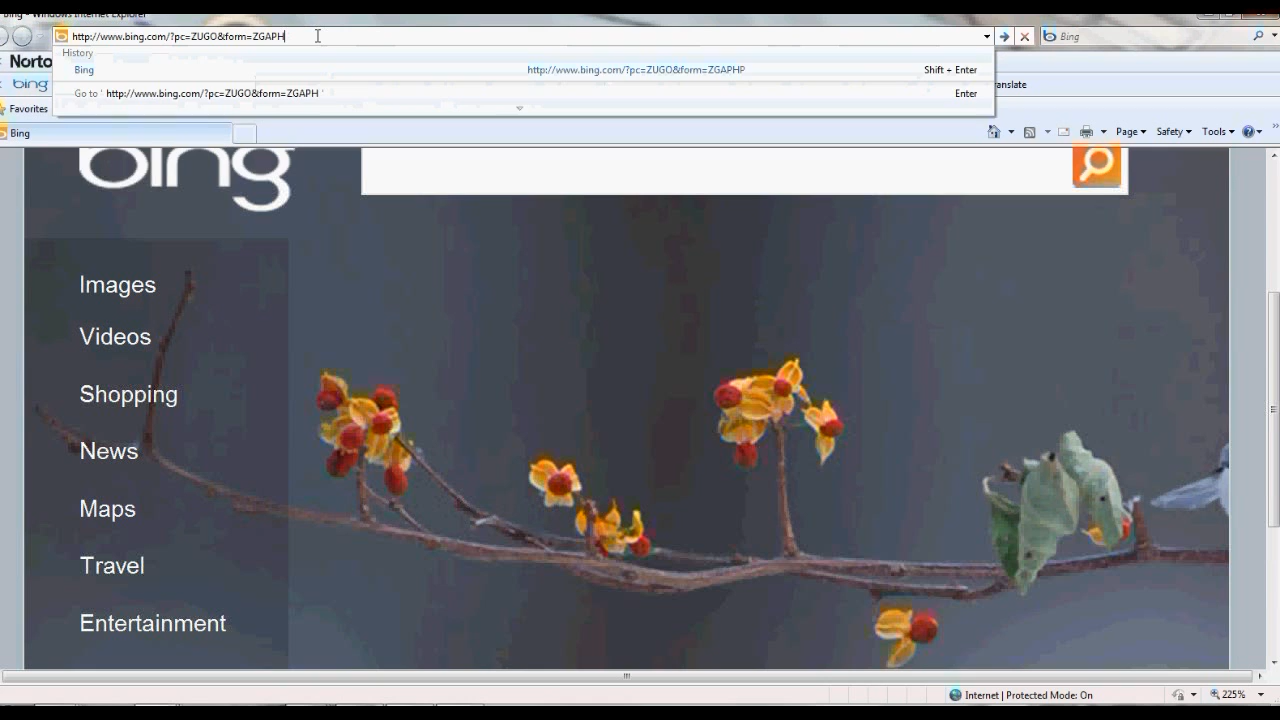 Bing - Windows Internet Explorer
http://www.bing.com/?pc=ZUGO&form=ZGAPH
Bing
History
Bing http://www.bing.com/?pc=ZUGO&form=ZGAPHP Shift + Enter
Go to ' http://www.bing.com/?pc=ZUGO&form=ZGAPH ' Enter
Norto
bing
anslate
Favorites
Bing
Page
Safety
Tools
bing
Images
Videos
Shopping
News
Maps
Travel
Entertainment
Internet | Protected Mode: On
225%